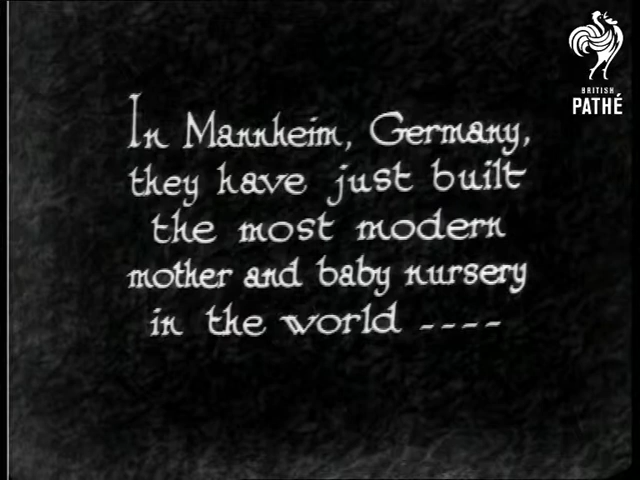 BRITISH
PATHÉ
In Mannheim, Germany,
they have just built
the most modern
mother and baby nursery
in the world ----